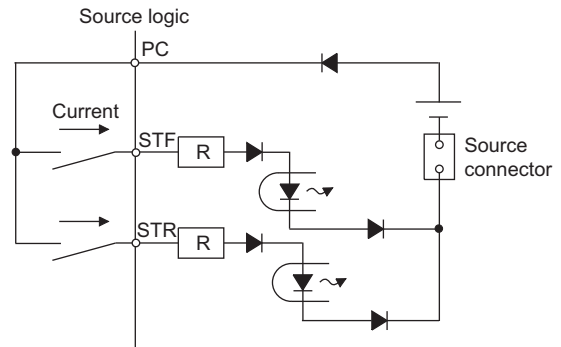 Source logic
PC
Current
STF
R
Source
connector
STR
R